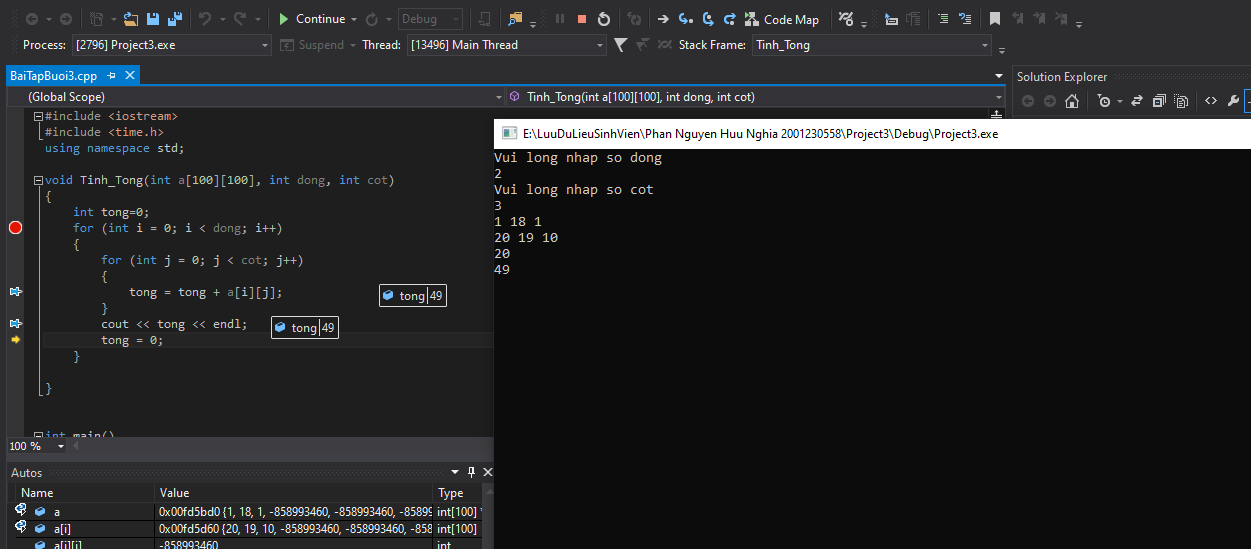 Continue Debug Code Map
Process: [2796] Project3.exe Suspend Thread: [13496] Main Thread Stack Frame: Tinh_Tong
BaiTapBuoi3.cpp
Solution Explorer
(Global Scope) Tinh_Tong(int a[100][100], int dong, int cot)
#include <iostream>
#include <time.h>
using namespace std;
void Tinh_Tong(int a[100][100], int dong, int cot)
{
int tong=0;
for (int i = 0; i < dong; i++)
{
for (int j = 0; j < cot; j++)
{
tong = tong + a[i][j];
tong 49
}
cout << tong << endl;
tong 49
tong = 0;
}
}
int main()
100 %
E:\LuuDuLieuSinhVien\Phan Nguyen Huu Nghia 2001230558\Project3\Debug\Project3.exe
Vui long nhap so dong
2
Vui long nhap so cot
3
1 18 1
20 19 10
20
49
Autos
Name Value Type
a 0x00fd5bd0 {1, 18, 1, -858993460, -858993460, -8589 int[100] *
a[i] 0x00fd5d60 {20, 19, 10, -858993460, -858993460, -858 int[100]
a[i][j] -858993460 int